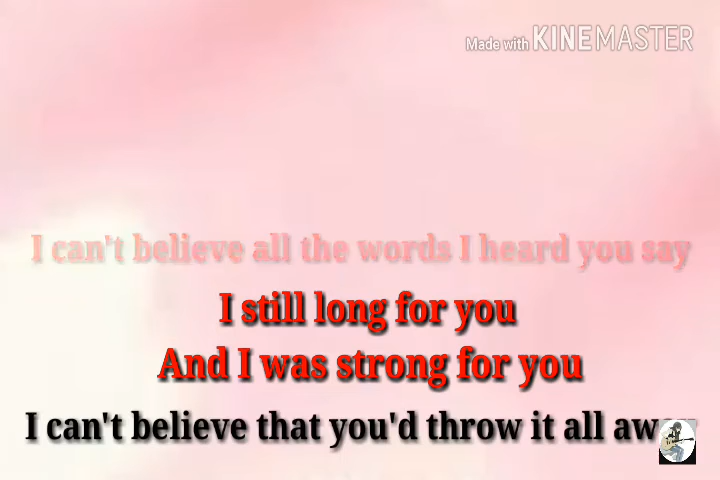 Made with KINEMASTER
I can't believe all the words I heard you say
I still long for you
And I was strong for you
I can't believe that you'd throw it all away